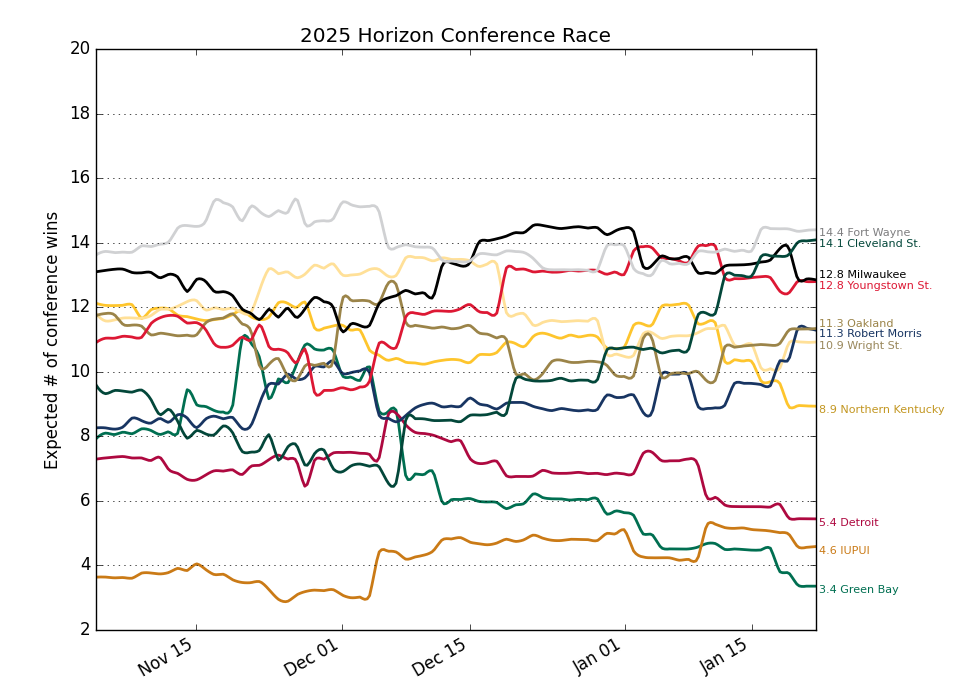 2025 Horizon Conference Race
Expected # of conference wins
20
18
16
14
12
10
8
6
4
2
Nov 15
Dec 01
Dec 15
Jan 01
Jan 15
14.4 Fort Wayne
14.1 Cleveland St.
12.8 Milwaukee
12.8 Youngstown St.
11.3 Oakland
11.3 Robert Morris
10.9 Wright St.
8.9 Northern Kentucky
5.4 Detroit
4.6 IUPUI
3.4 Green Bay